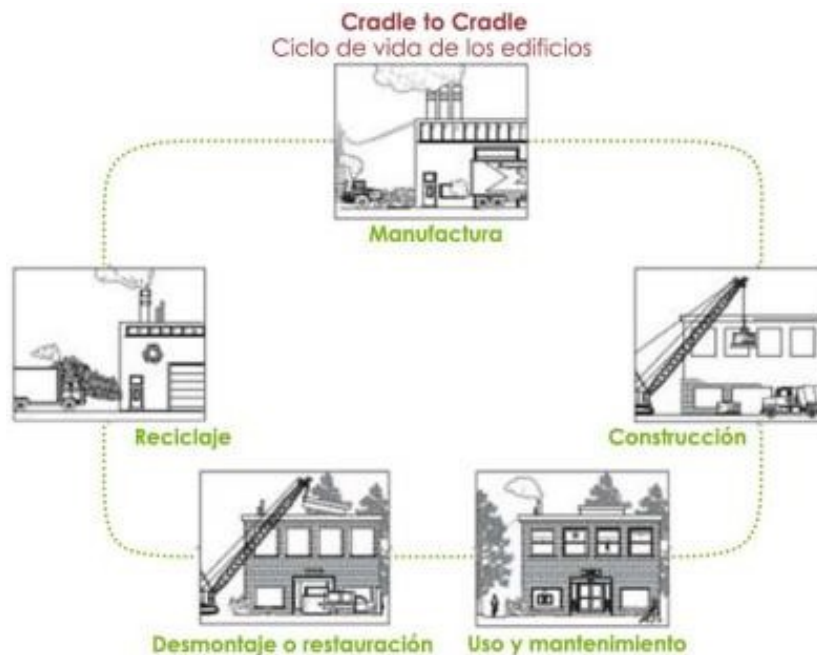 Cradle to Cradle
Ciclo de vida de los edificios
Manufactura
Reciclaje
Construcción
Desmontaje o restauración
Uso y mantenimiento